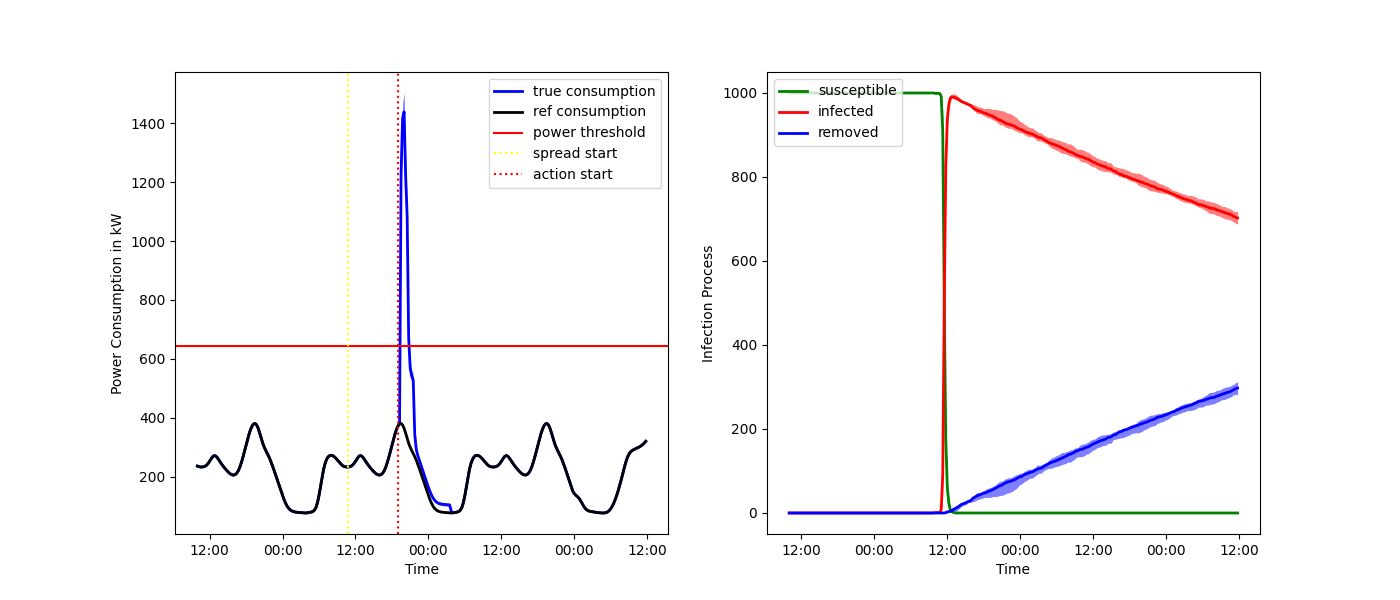 true consumption
ref consumption
power threshold
spread start
action start
1400
1200
1000
800
600
400
200
Power Consumption in kW
12:00 00:00 12:00 00:00 12:00 00:00 12:00
Time
susceptible
infected
removed
1000
800
600
400
200
0
Infection Process
12:00 00:00 12:00 00:00 12:00 00:00 12:00
Time